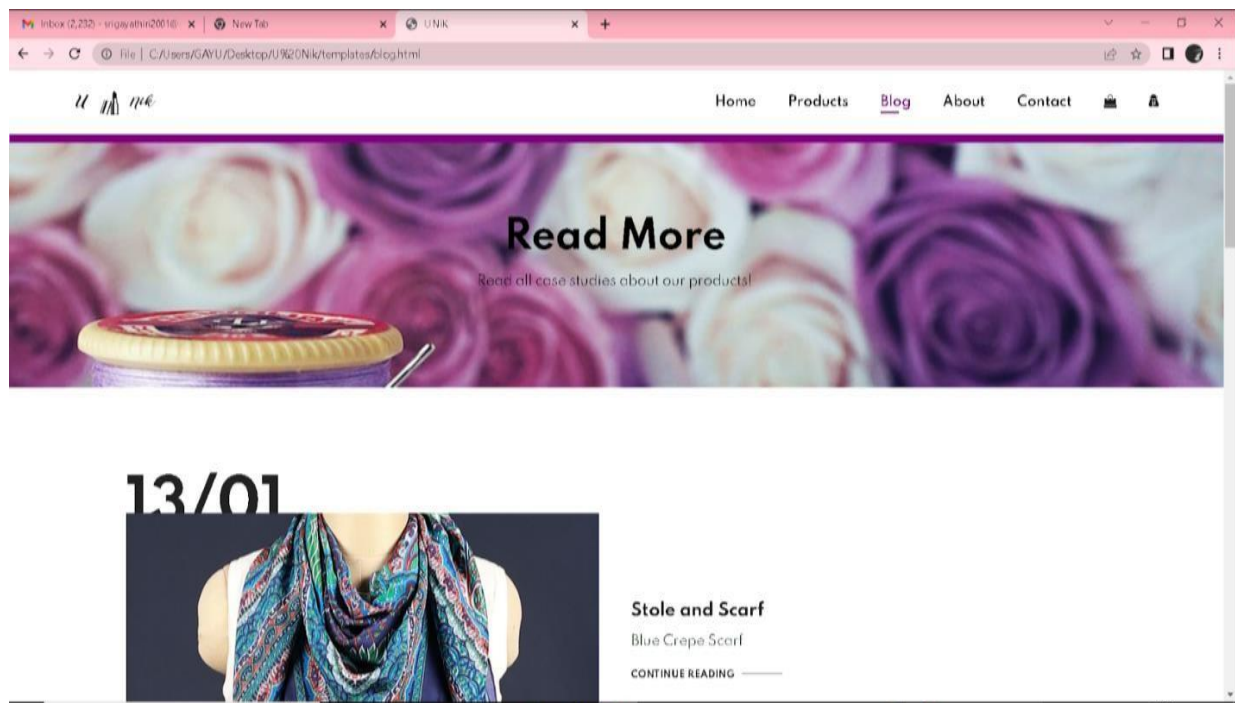 Inbox (2,232) - srigayathiri2001@
New Tab
UNIK
File | C:/Users/GAYU/Desktop/U%20Nik/templates/blog.html
U nik
Home Products Blog About Contact
Read More
Read all case studies about our products!
13/01
Stole and Scarf
Blue Crepe Scarf
CONTINUE READING